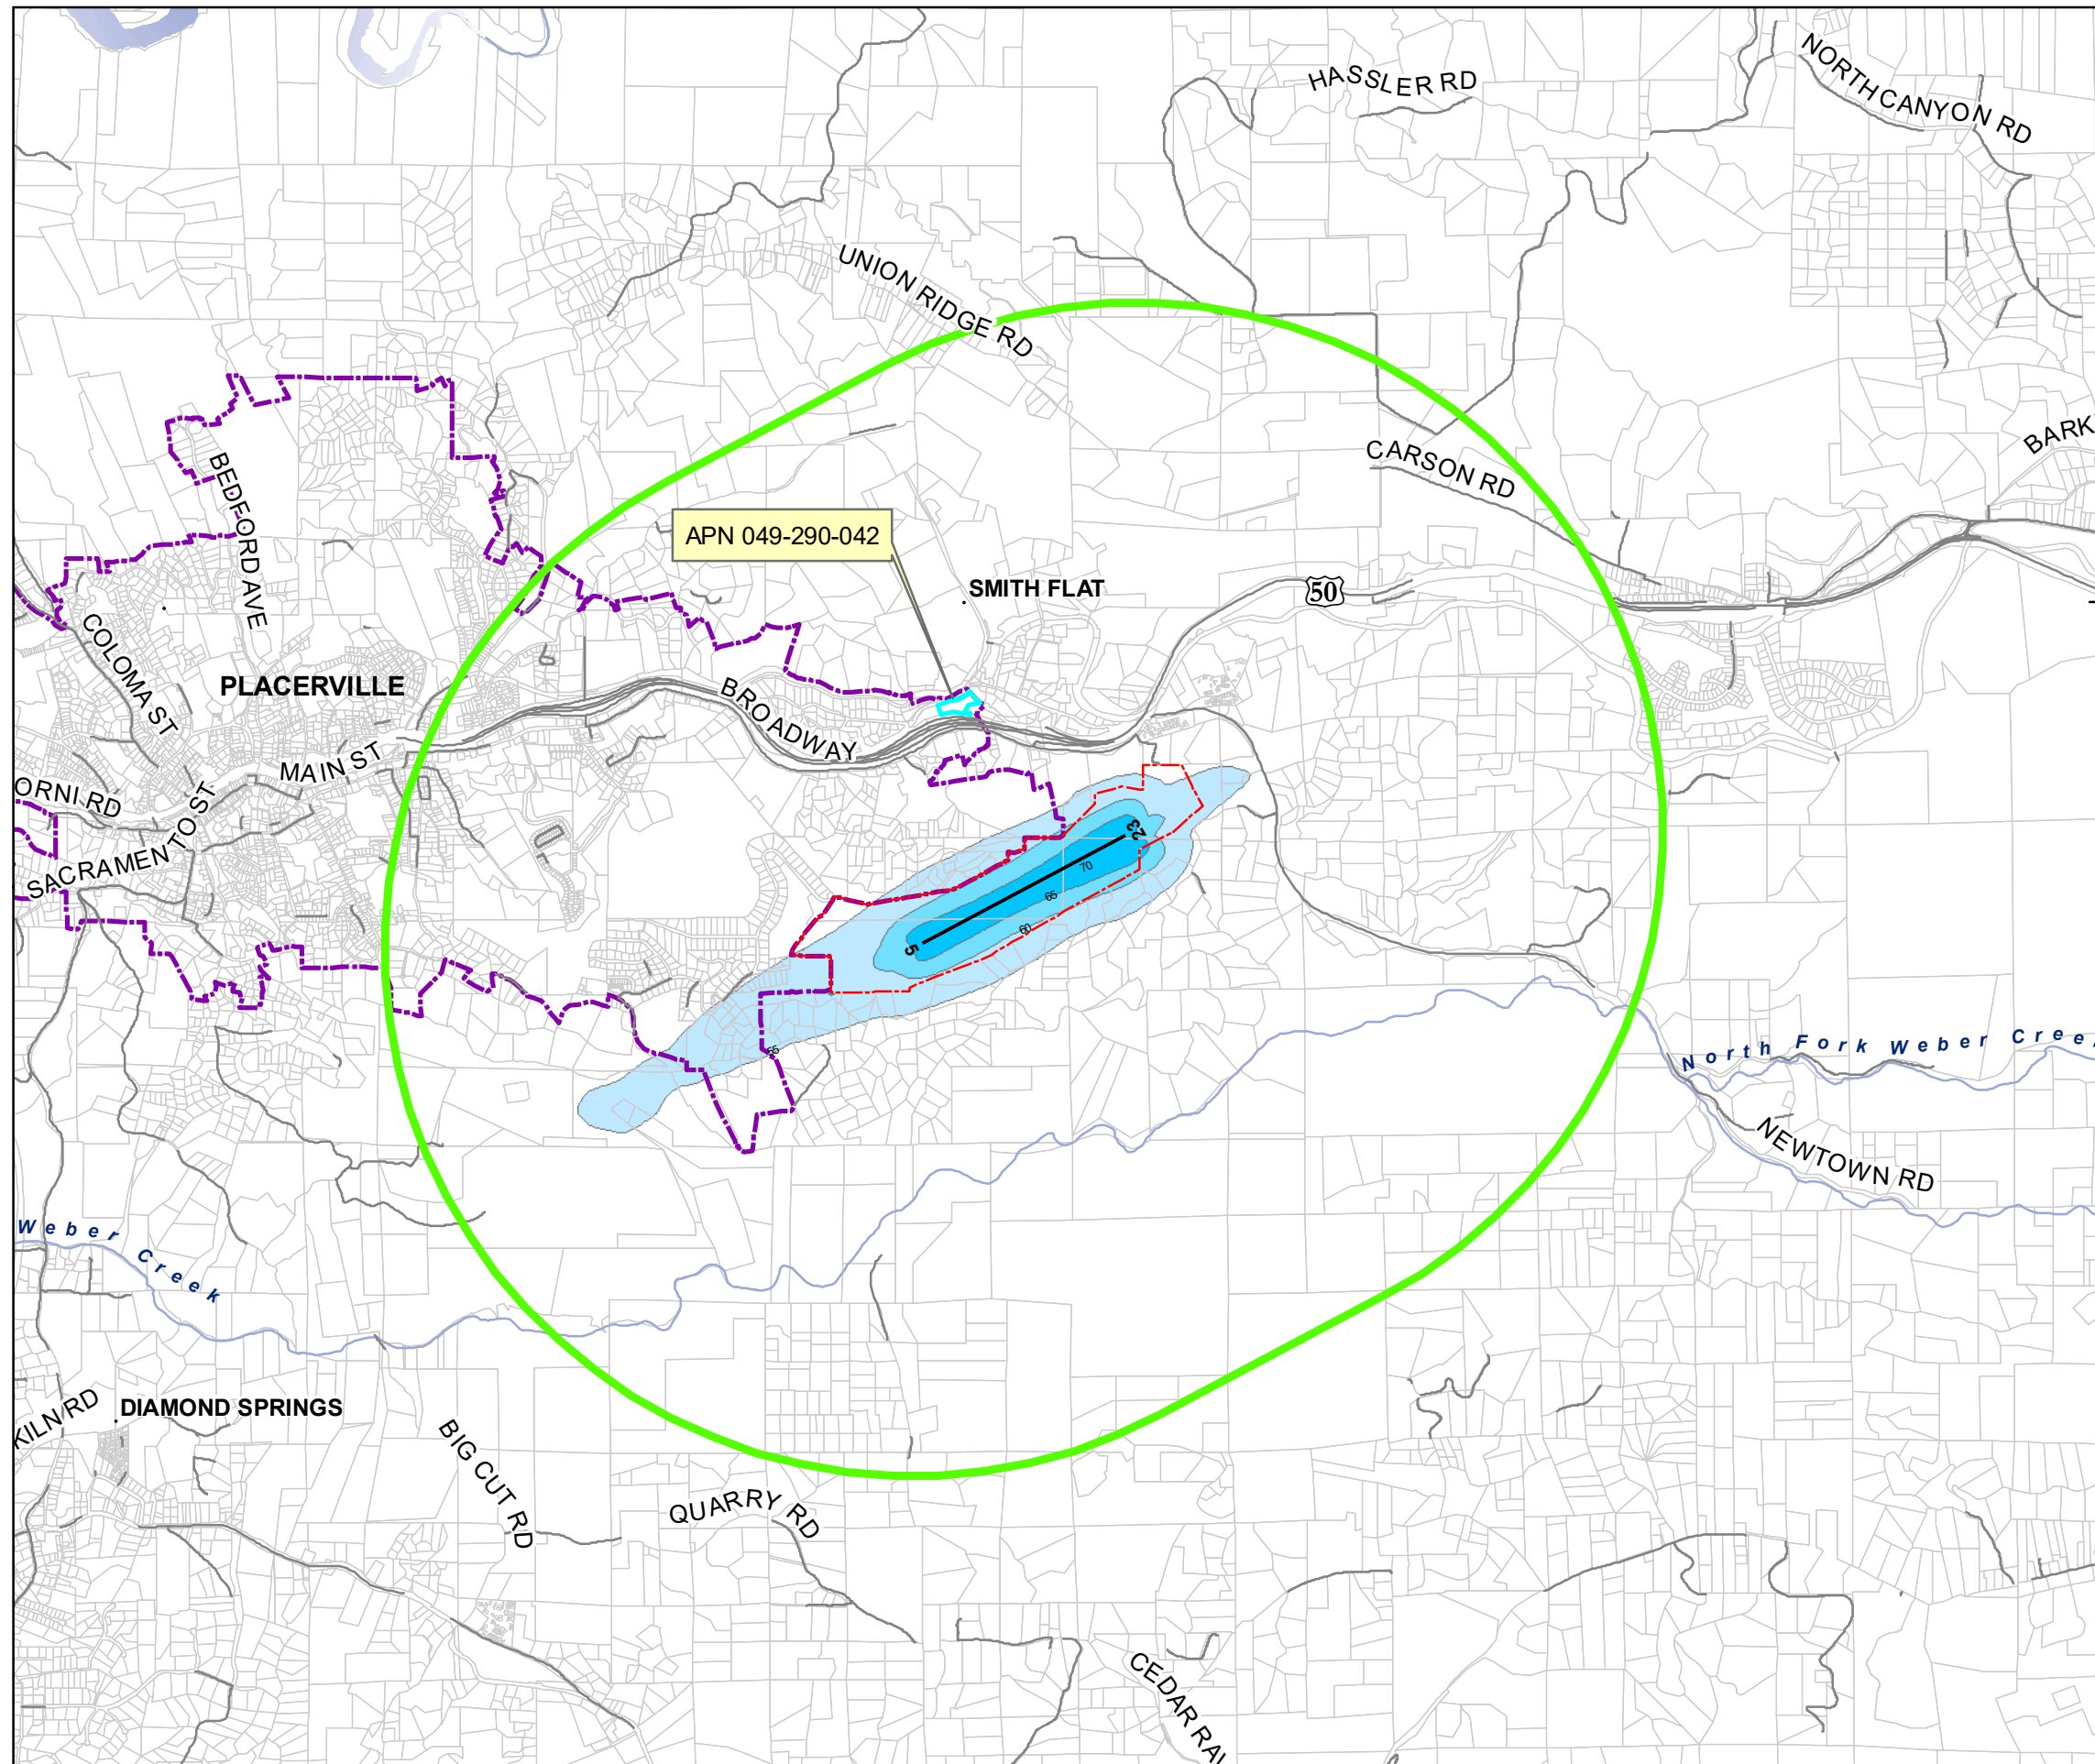 HASSLER RD
NORTH CANYON RD
UNION RIDGE RD
BARK
CARSON RD
BEDFORD AVE
APN 049-290-042
SMITH FLAT
50
COLOMA ST
PLACERVILLE
BROADWAY
MAIN ST
ORNI RD
SACRAMENTO ST
23
70
65
60
5
55
North Fork Weber Cree
NEWTOWN RD
Weber Creek
DIAMOND SPRINGS
KILN RD
BIG CUT RD
QUARRY RD
CEDAR RA